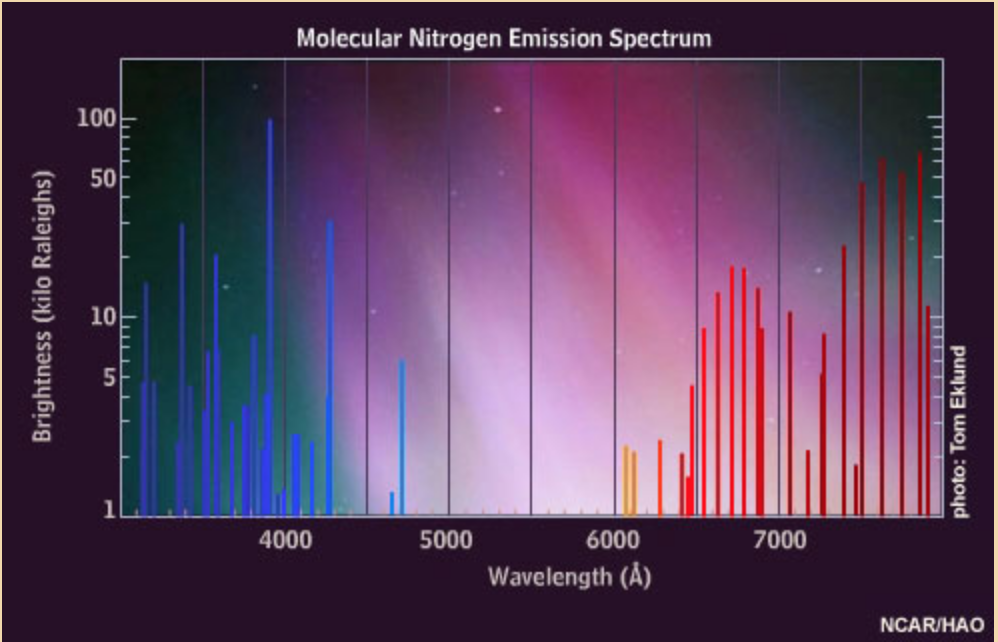 Molecular Nitrogen Emission Spectrum
Brightness (kilo Raleighs)
100
50
10
5
1
4000 5000 6000 7000
Wavelength (Å)
photo: Tom Eklund
NCAR/HAO